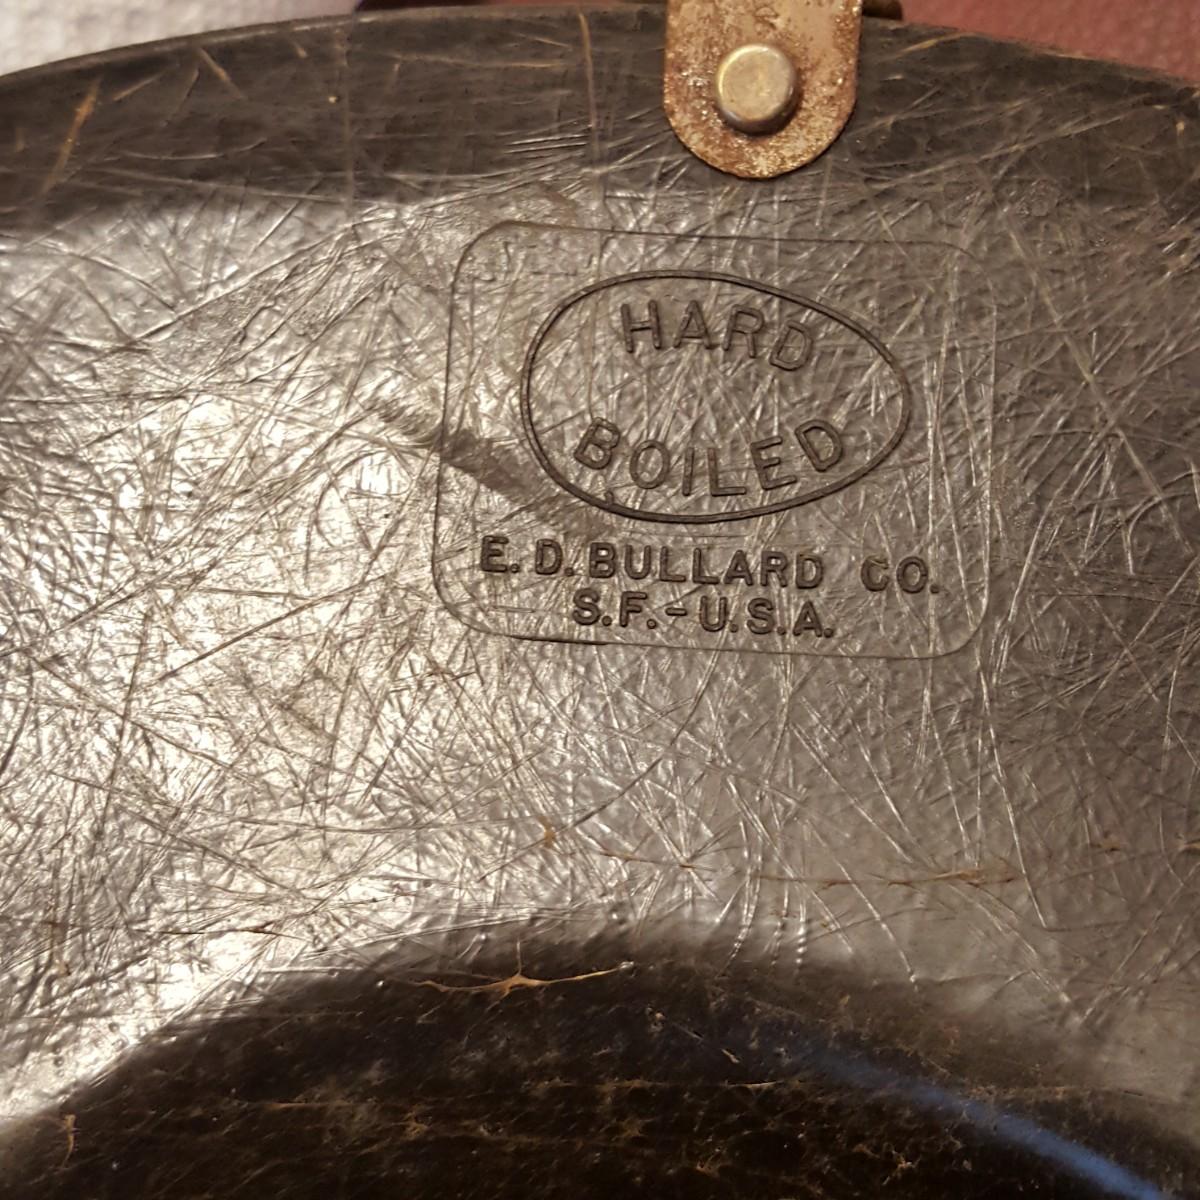 HARD
BOILED
E. D. BULLARD CO.
S.F.-U.S.A.